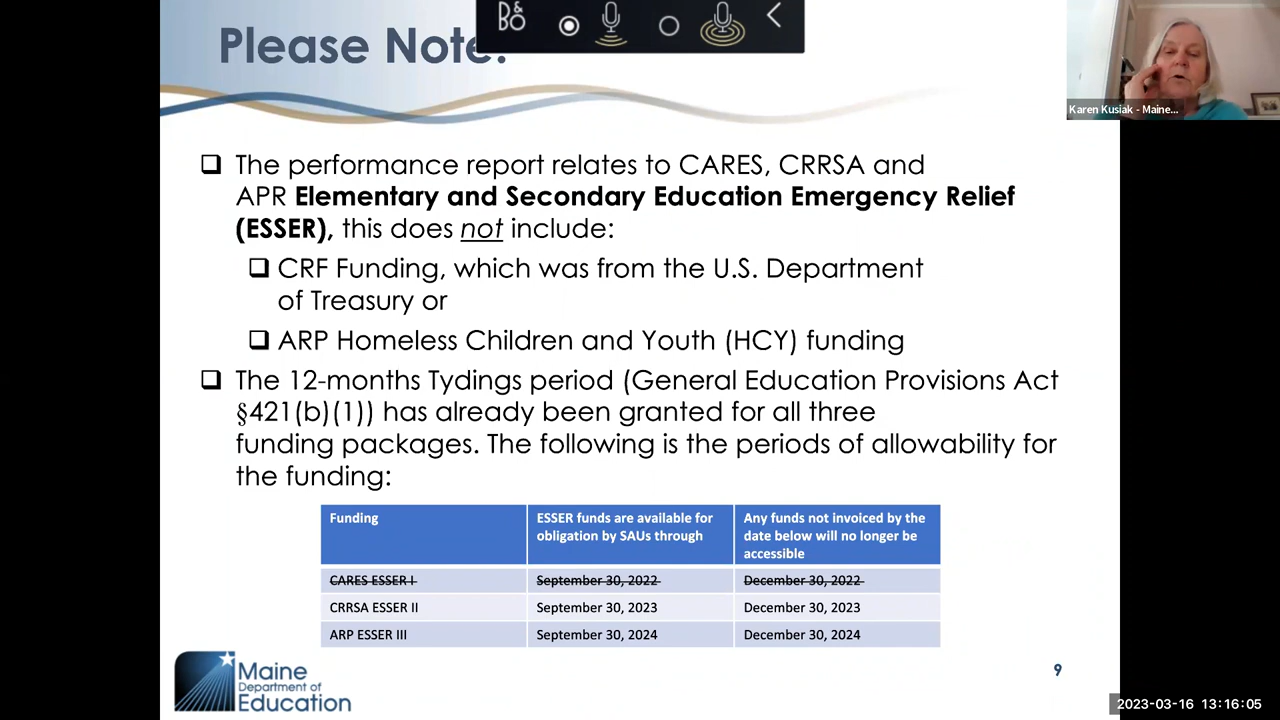 Please Note:
B&O
Karen Kusiak - Maine...
❑ The performance report relates to CARES, CRRSA and
APR Elementary and Secondary Education Emergency Relief
(ESSER), this does not include:
❑ CRF Funding, which was from the U.S. Department
of Treasury or
❑ ARP Homeless Children and Youth (HCY) funding
❑ The 12-months Tydings period (General Education Provisions Act
§421(b)(1)) has already been granted for all three
funding packages. The following is the periods of allowability for
the funding:
Funding ESSER funds are available for obligation by SAUs through Any funds not invoiced by the date below will no longer be accessible
CARES ESSER I September 30, 2022 December 30, 2022
CRRSA ESSER II September 30, 2023 December 30, 2023
ARP ESSER III September 30, 2024 December 30, 2024
Maine
Department of
Education
9
2023-03-16 13:16:05